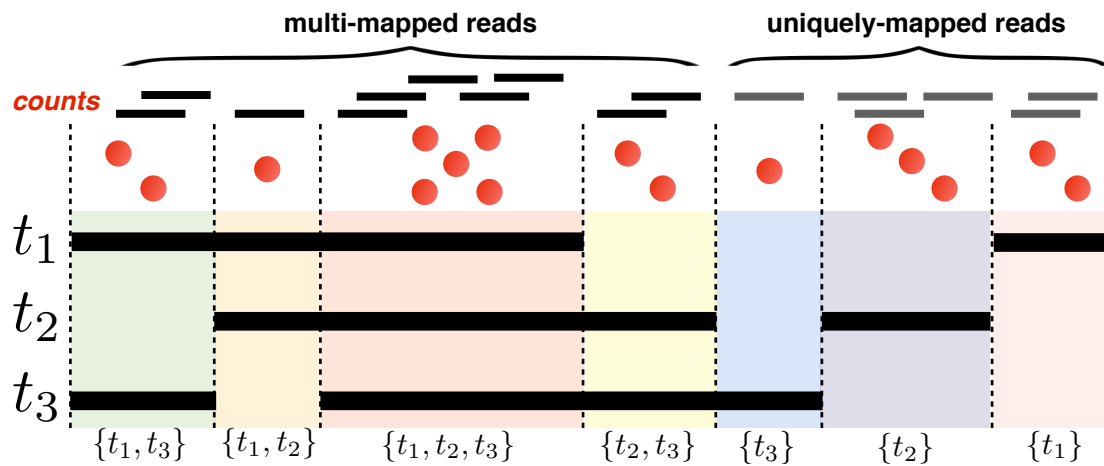 multi-mapped reads uniquely-mapped reads
counts
t1
t2
t3
{t1, t3} {t1, t2} {t1, t2, t3} {t2, t3} {t3} {t2} {t1}